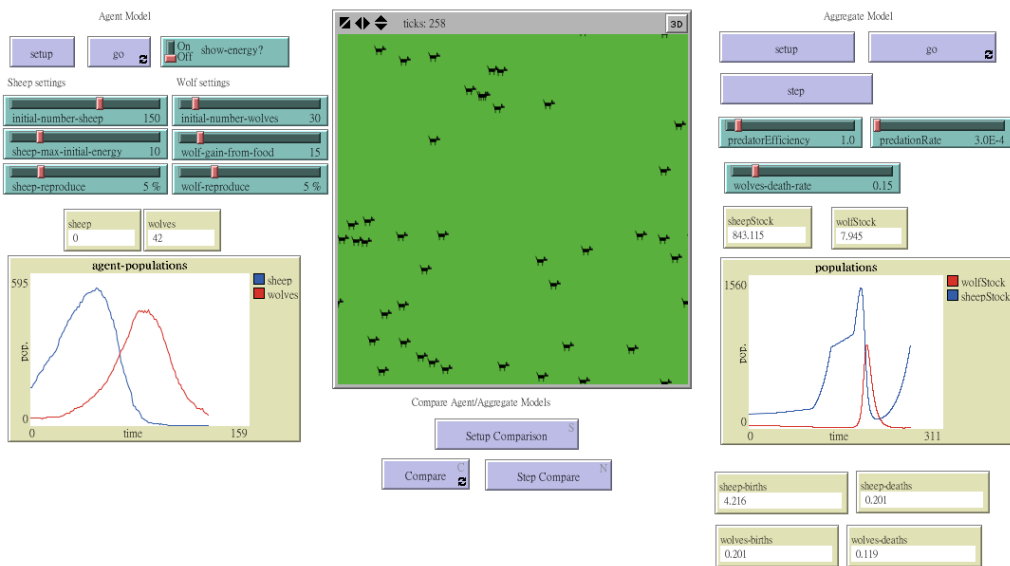 Agent Model
setup
go
On
Off
show-energy?
Sheep settings
Wolf settings
initial-number-sheep 150
initial-number-wolves 30
sheep-max-initial-energy 10
wolf-gain-from-food 15
sheep-reproduce 5 %
wolf-reproduce 5 %
sheep
0
wolves
42
agent-populations
595
pop.
0
0
time
159
sheep
wolves
ticks: 258
3D
Compare Agent/Aggregate Models
Setup Comparison S
Compare C
Step Compare N
Aggregate Model
setup
go
step
predatorEfficiency 1.0
predationRate 3.0E-4
wolves-death-rate 0.15
sheepStock
843.115
wolfStock
7.945
populations
1560
pop.
0
0
time
311
wolfStock
sheepStock
sheep-births
4.216
sheep-deaths
0.201
wolves-births
0.201
wolves-deaths
0.119